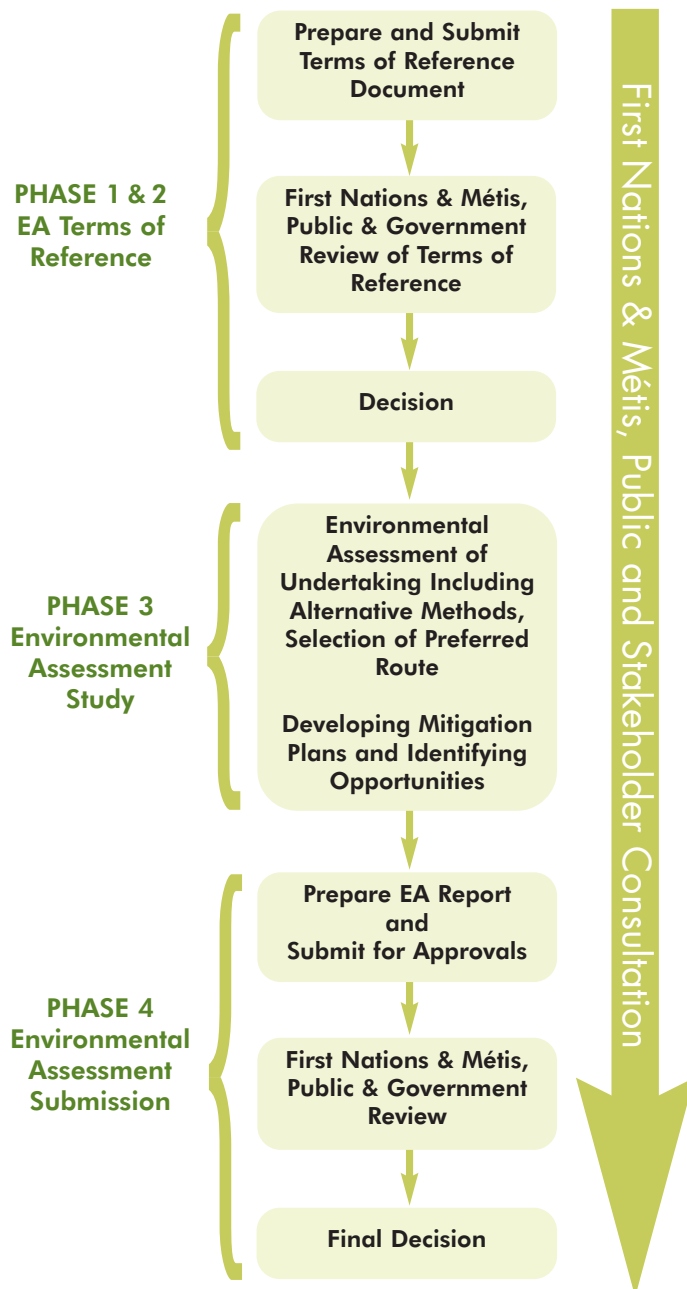 PHASE 1 & 2
EA Terms of
Reference
Prepare and Submit
Terms of Reference
Document
First Nations & Métis,
Public & Government
Review of Terms of
Reference
Decision
PHASE 3
Environmental
Assessment
Study
Environmental
Assessment of
Undertaking Including
Alternative Methods,
Selection of Preferred
Route
Developing Mitigation
Plans and Identifying
Opportunities
PHASE 4
Environmental
Assessment
Submission
Prepare EA Report
and
Submit for Approvals
First Nations & Métis,
Public & Government
Review
Final Decision
First Nations & Métis, Public and Stakeholder Consultation